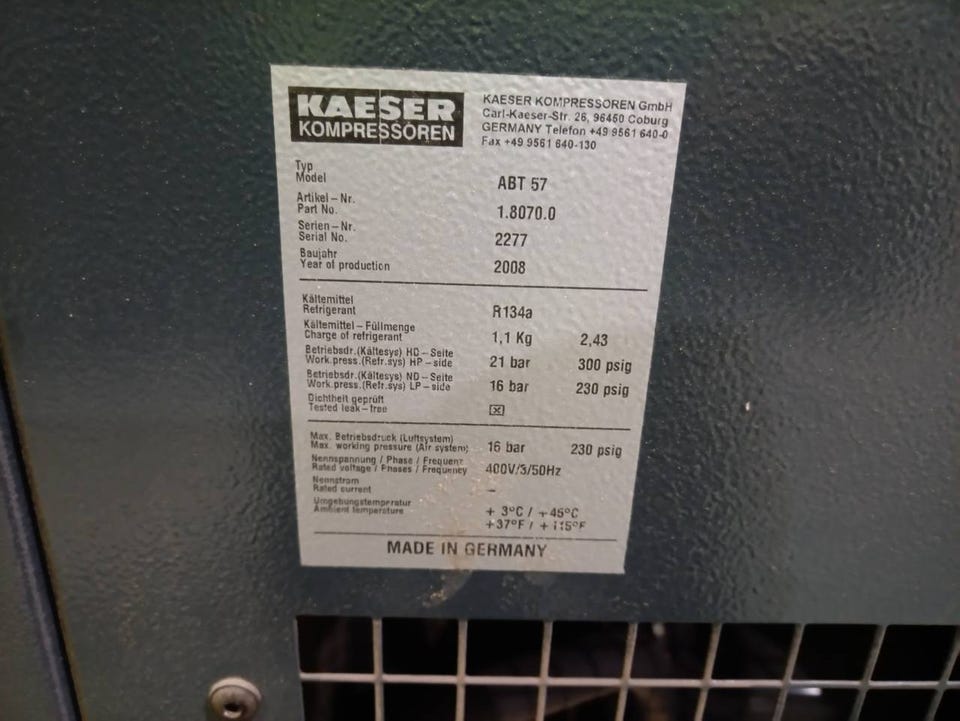 KAESER
KOMPRESSOREN
KAESER KOMPRESSOREN GmbH
Carl-Kaeser-Str. 26, 96450 Coburg
GERMANY Telefon +49 9561 640-0
Fax +49 9561 640-130
Typ
Model ABT 57
Artikel – Nr.
Part No. 1.8070.0
Serien – Nr.
Serial No. 2277
Baujahr
Year of production 2008
Kältemittel
Refrigerant R134a
Kältemittel – Füllmenge
Charge of refrigerant 1,1 Kg 2,43
Betriebsdr.(Kältesys) HD – Seite
Work.press.(Refr.sys) HP – side 21 bar 300 psig
Betriebsdr.(Kältesys) ND – Seite
Work.press.(Refr.sys) LP – side 16 bar 230 psig
Dichtheit geprüft
Tested leak – free ☒
Max. Betriebsdruck (Luftsystem)
Max. working pressure (Air system) 16 bar 230 psig
Nennspannung / Phase / Frequenz
Rated voltage / Phases / Frequency 400V/3/50Hz
Nennstrom
Rated current –
Umgebungstemperatur
Ambient temperature + 3°C / +45°C
+37°F / +115°F
MADE IN GERMANY